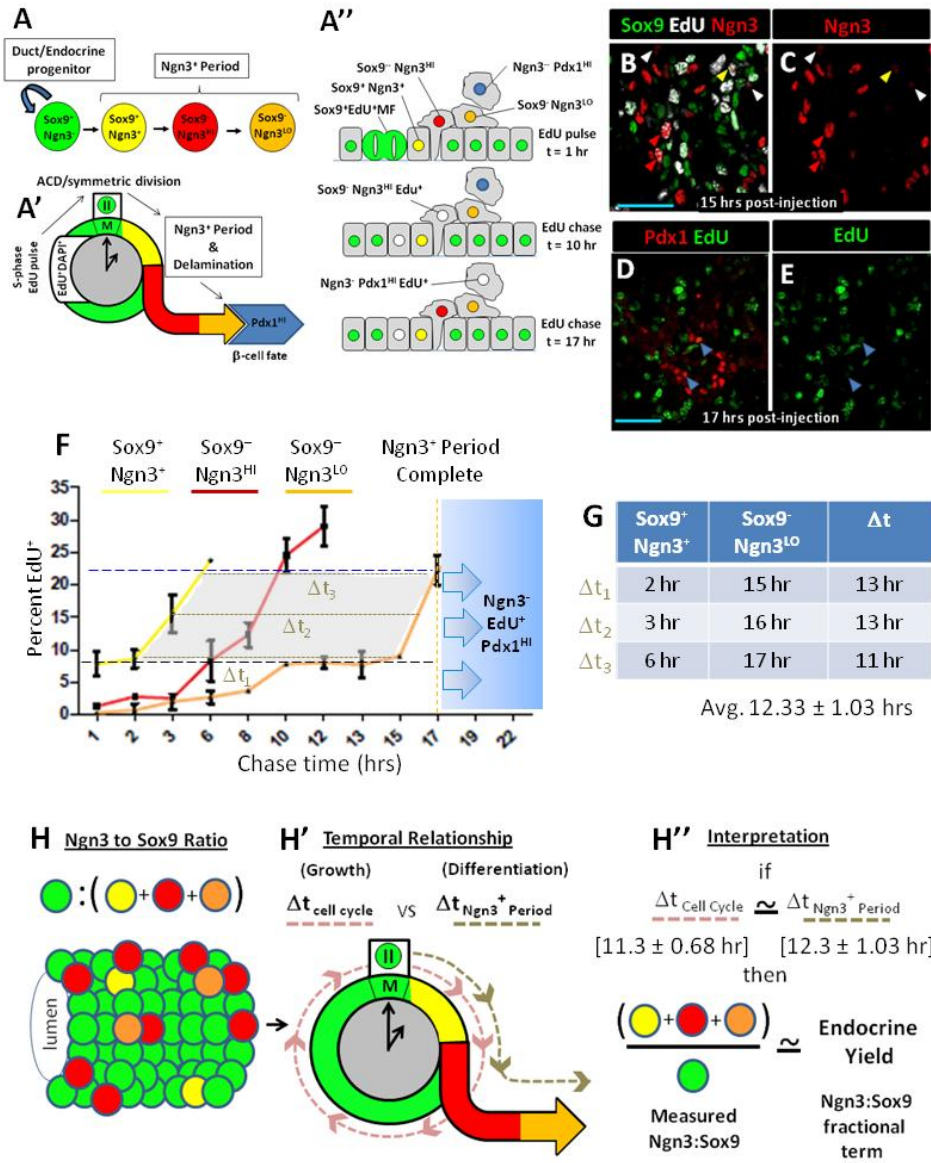 A
Duct/Endocrine
progenitor
Ngn3⁺ Period
Sox9⁺
Ngn3⁻
Sox9⁺
Ngn3⁺
Sox9⁻
Ngn3ᴴᴵ
Sox9⁻
Ngn3ᴸᴼ
A'
ACD/symmetric division
S-phase
EdU pulse
EdU⁺DAPI⁺
II
M
Ngn3⁺ Period
&
Delamination
Pdx1ᴴᴵ
β-cell fate
A''
Sox9⁻ Ngn3ᴴᴵ
Sox9⁺ Ngn3⁺
Sox9⁺EdU⁺MF
Ngn3⁻ Pdx1ᴴᴵ
Sox9⁻Ngn3ᴸᴼ
EdU pulse
t = 1 hr
Sox9⁻ Ngn3ᴴᴵ Edu⁺
EdU chase
t = 10 hr
Ngn3⁻ Pdx1ᴴᴵ EdU⁺
EdU chase
t = 17 hr
Sox9 EdU Ngn3
Ngn3
B
C
15 hrs post-injection
Pdx1 EdU
EdU
D
E
17 hrs post-injection
F
Sox9⁺
Ngn3⁺
Sox9⁻
Ngn3ᴴᴵ
Sox9⁻
Ngn3ᴸᴼ
Ngn3⁺ Period
Complete
Percent EdU⁺
35
30
25
20
15
10
5
0
Δt₃
Δt₂
Δt₁
Ngn3⁻
EdU⁺
Pdx1ᴴᴵ
1 2 3 6 8 10 12 13 15 17 19 22
Chase time (hrs)
G
Sox9⁺ Ngn3⁺ Sox9⁻ Ngn3ᴸᴼ Δt
Δt₁ 2 hr 15 hr 13 hr
Δt₂ 3 hr 16 hr 13 hr
Δt₃ 6 hr 17 hr 11 hr
Avg. 12.33 ± 1.03 hrs
H Ngn3 to Sox9 Ratio
: ( + + )
lumen
H' Temporal Relationship
(Growth) (Differentiation)
Δt cell cycle vs Δt Ngn3⁺ Period
II
M
H'' Interpretation
if
Δt Cell Cycle ≃ Δt Ngn3⁺ Period
[11.3 ± 0.68 hr] [12.3 ± 1.03 hr]
then
( + + )
≃
Endocrine
Yield
Measured
Ngn3:Sox9
Ngn3:Sox9
fractional
term